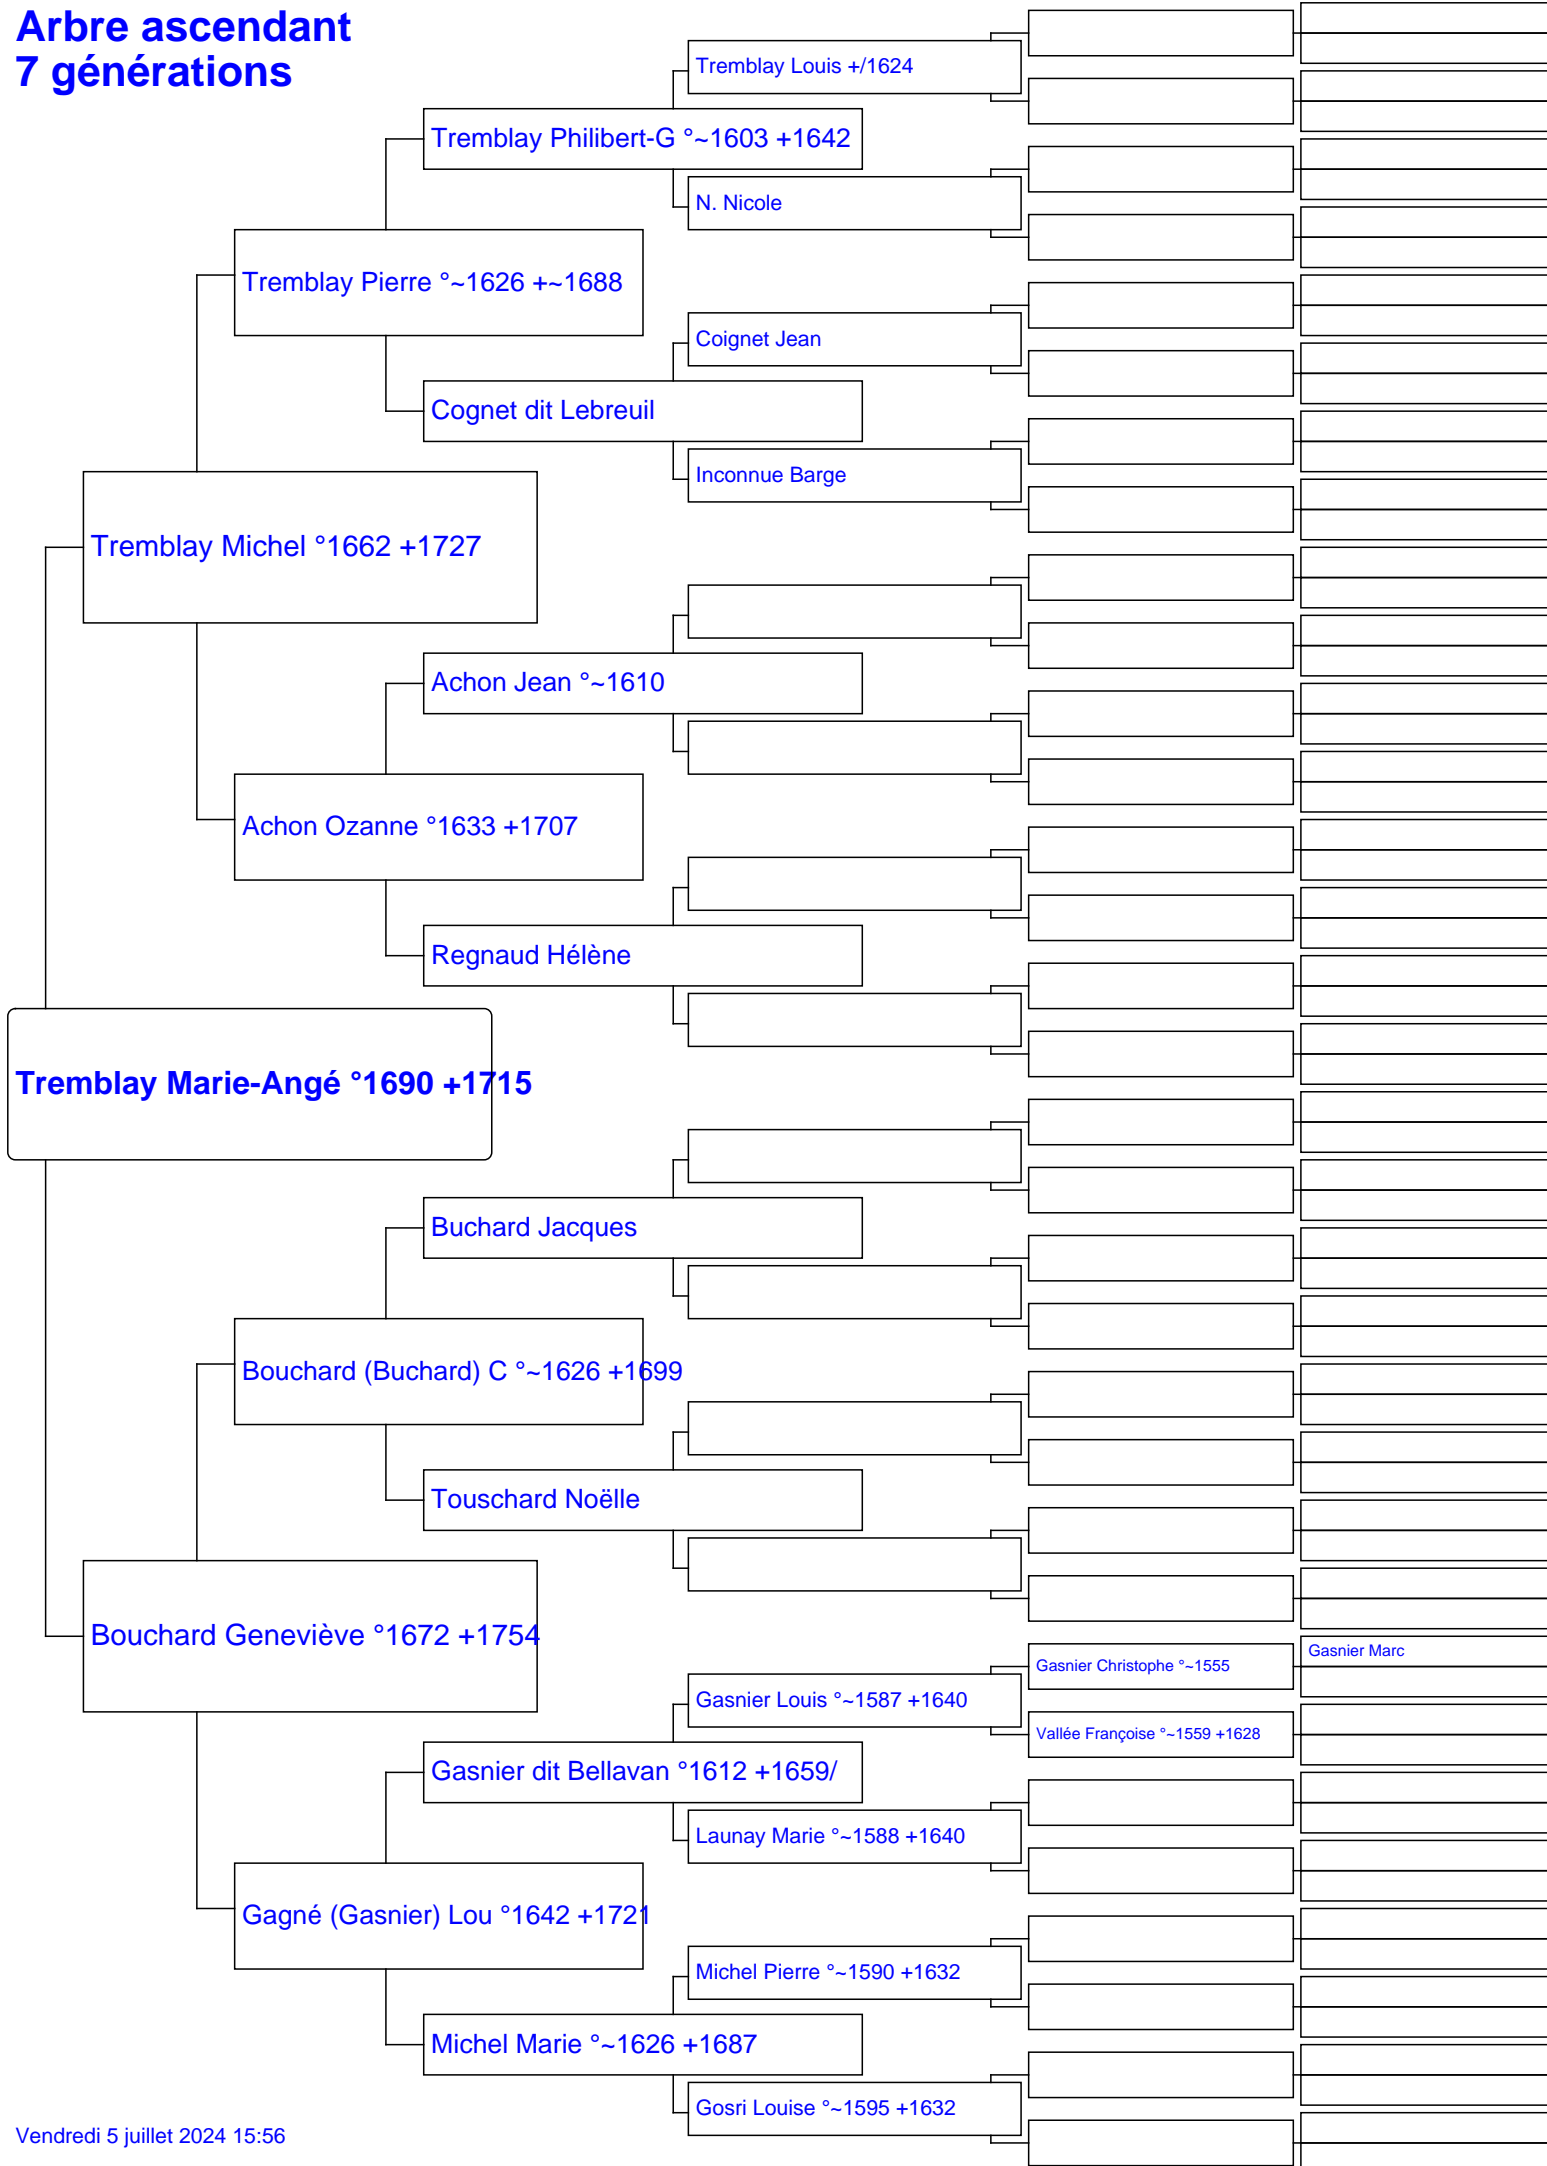 Arbre ascendant
7 générations
Tremblay Louis +/1624
Tremblay Philibert-G °~1603 +1642
N. Nicole
Tremblay Pierre °~1626 +~1688
Coignet Jean
Cognet dit Lebreuil
Inconnue Barge
Tremblay Michel °1662 +1727
Achon Jean °~1610
Achon Ozanne °1633 +1707
Regnaud Hélène
Tremblay Marie-Angé °1690 +1715
Buchard Jacques
Bouchard (Buchard) C °~1626 +1699
Touschard Noëlle
Bouchard Geneviève °1672 +1754
Gasnier Marc
Gasnier Christophe °~1555
Gasnier Louis °~1587 +1640
Vallée Françoise °~1559 +1628
Gasnier dit Bellavan °1612 +1659/
Launay Marie °~1588 +1640
Gagné (Gasnier) Lou °1642 +1721
Michel Pierre °~1590 +1632
Michel Marie °~1626 +1687
Gosri Louise °~1595 +1632
Vendredi 5 juillet 2024 15:56